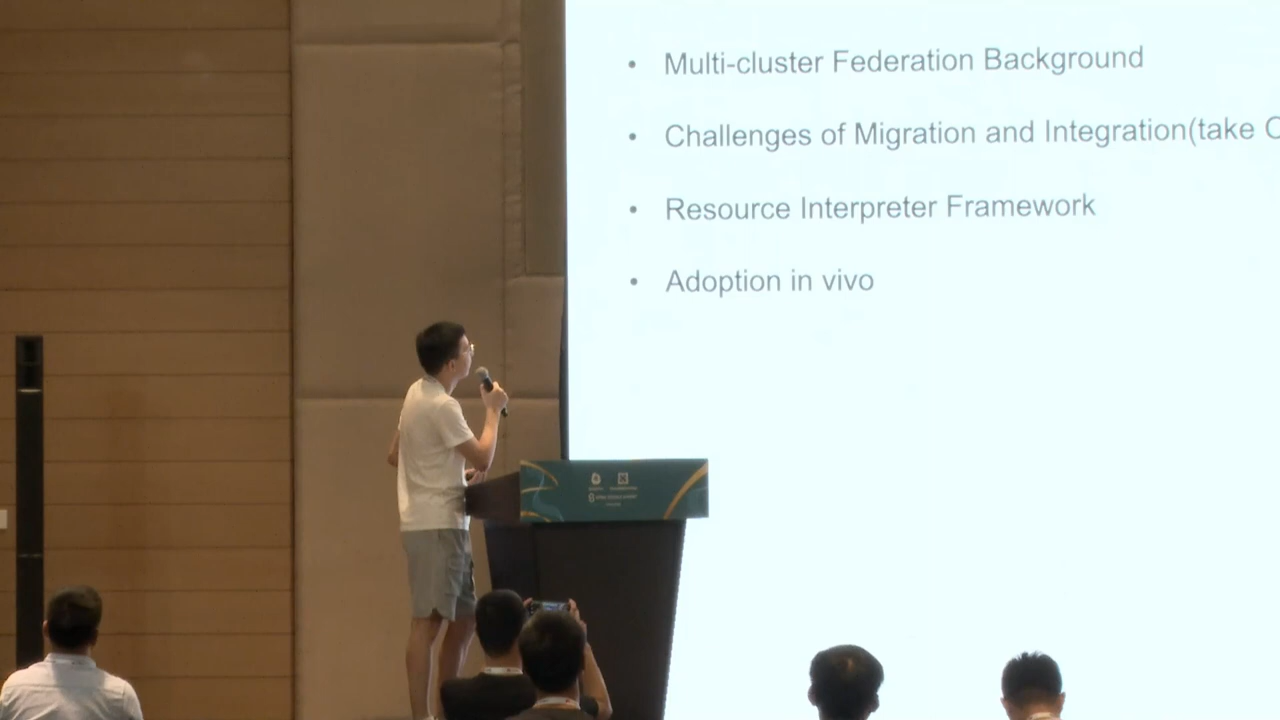 • Multi-cluster Federation Background
• Challenges of Migration and Integration(take
• Resource Interpreter Framework
• Adoption in vivo